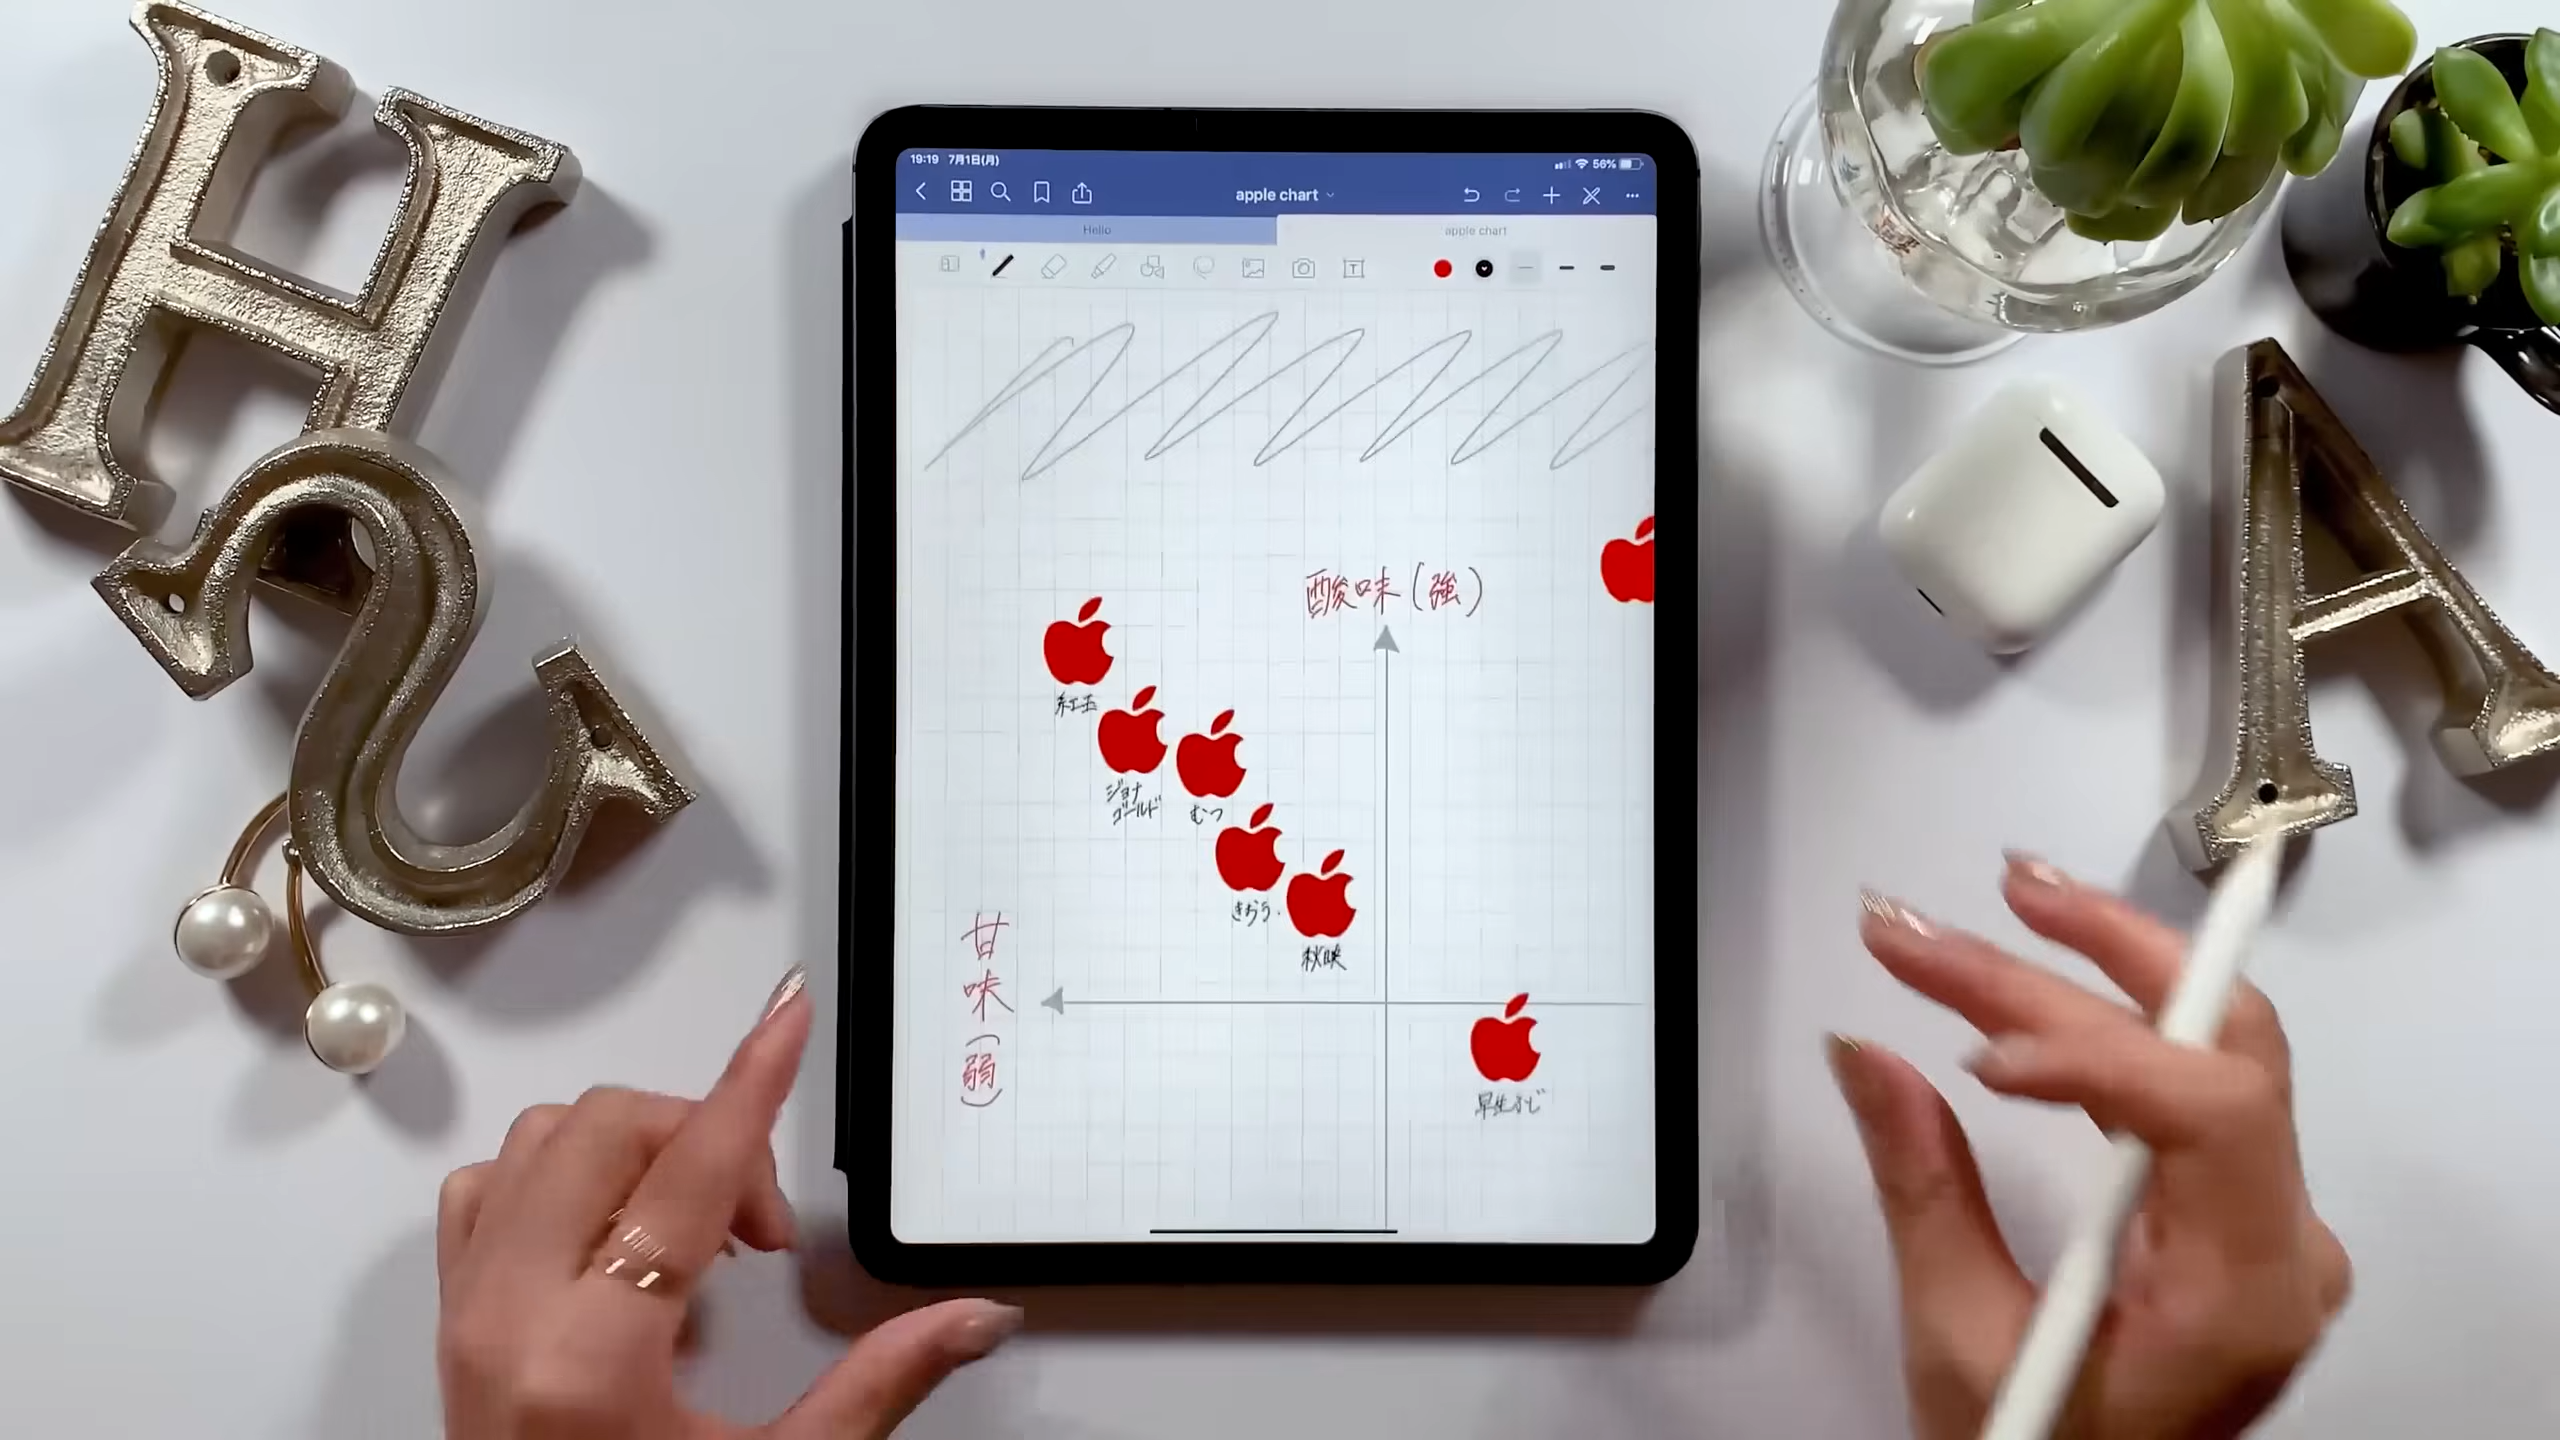 H
S
A
19:19 7月1日(月)
56%
apple chart
Hello
apple chart
T
酸味(強)
紅玉
ジョナ
ゴールド
むつ
きおう
秋映
甘味(弱)
早生ふじ